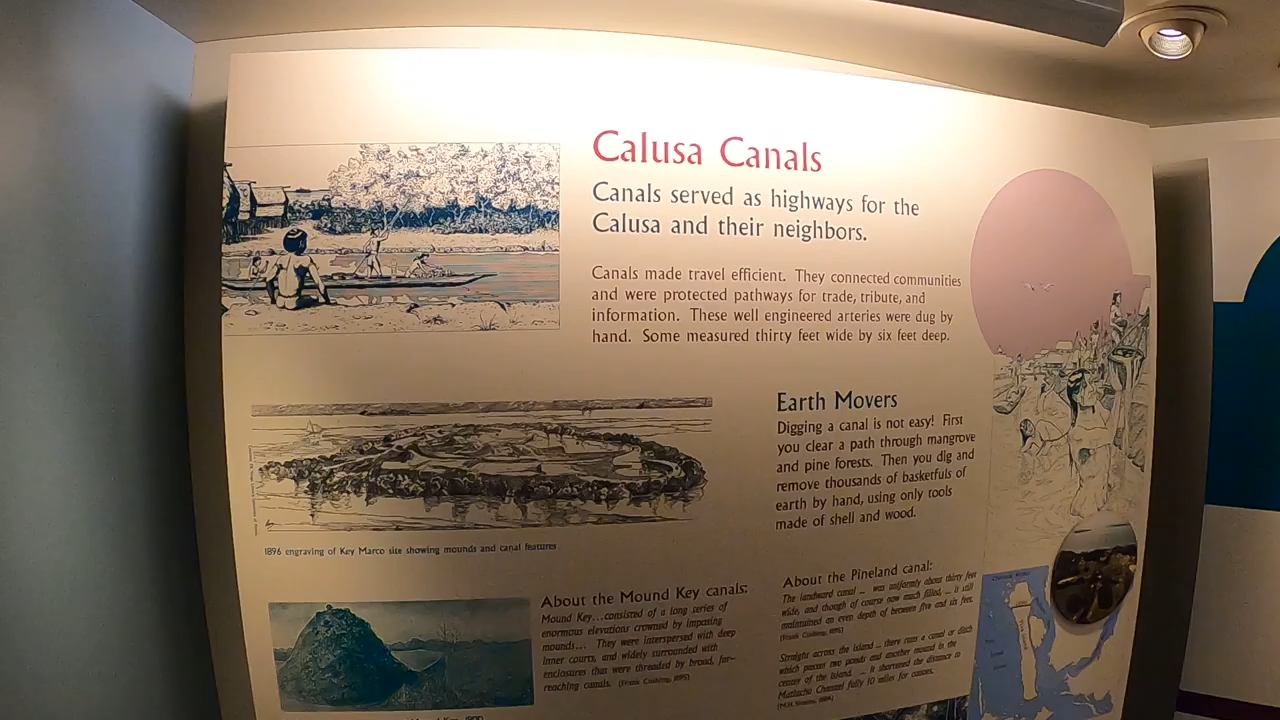 Calusa Canals
Canals served as highways for the
Calusa and their neighbors.
Canals made travel efficient. They connected communities
and were protected pathways for trade, tribute, and
information. These well engineered arteries were dug by
hand. Some measured thirty feet wide by six feet deep.
Earth Movers
Digging a canal is not easy! First
you clear a path through mangrove
and pine forests. Then you dig and
remove thousands of basketfuls of
earth by hand, using only tools
made of shell and wood.
1896 engraving of Key Marco site showing mounds and canal features
About the Mound Key canals:
Mound Key...consisted of a long series of
enormous elevations crowned by imposing
mounds... They were interspersed with deep
inner courts, and widely surrounded with
enclosures that were threaded by broad, far-
reaching canals. (Frank Cushing, 1895)
About the Pineland canal:
The landward canal ... was uniformly about thirty feet
wide, and though of course now much filled, ... is still
maintained an even depth of between five and six feet.
(Frank Cushing, 1895)
Straight across the island ... there runs a canal or ditch
which passes two ponds and another mound in the
center of the island. ... It shortened the distance to
Matlacha Channel fully 10 miles for canoes.